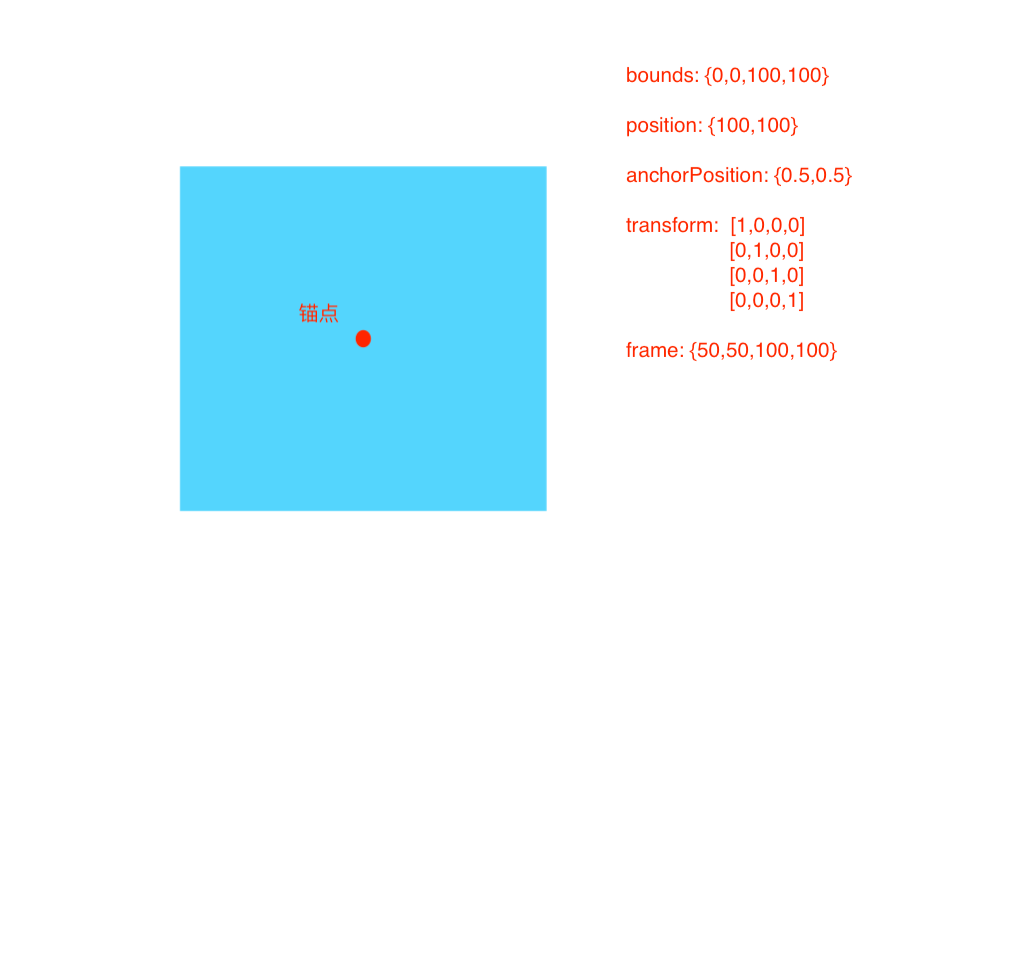 bounds: {0,0,100,100}
position: {100,100}
anchorPosition: {0.5,0.5}
transform: [1,0,0,0]
[0,1,0,0]
[0,0,1,0]
[0,0,0,1]
frame: {50,50,100,100}
锚点